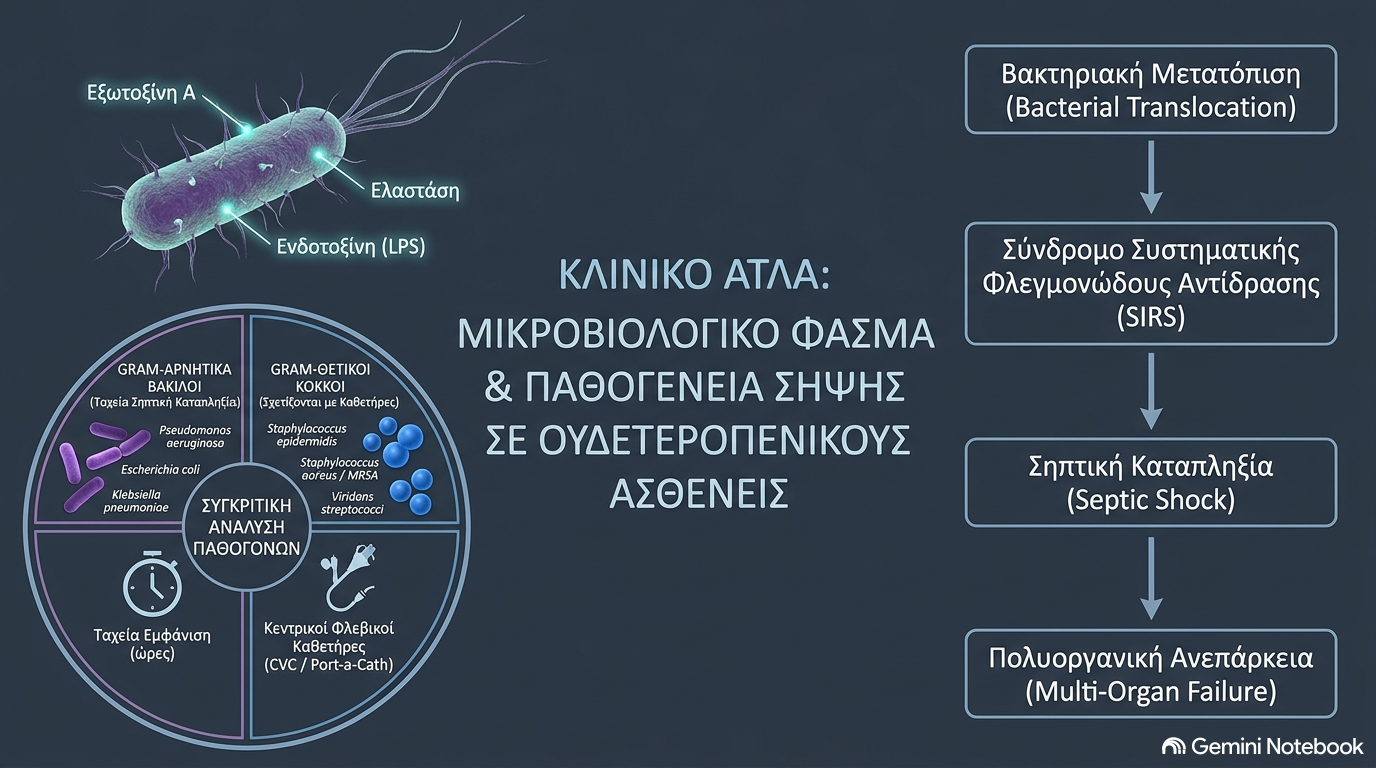 Εξωτοξίνη Α
Ελαστάση
Ενδοτοξίνη (LPS)
GRAM-ΑΡΝΗΤΙΚΑ
ΒΑΚΙΛΟΙ
(Ταχεία Σηπτική Καταπληξία)
Pseudomonas
aeruginosa
Escherichia coli
Klebsiella
pneumoniae
GRAM-ΘΕΤΙΚΟΙ
ΚΟΚΚΟΙ
(Σχετίζονται με Καθετήρες)
Staphylococcus
epidermidis
Staphylococcus
aoreus / MRSA
Viridans
streptococci
ΣΥΓΚΡΙΤΙΚΗ
ΑΝΑΛΥΣΗ
ΠΑΘΟΓΟΝΩΝ
Ταχεία Εμφάνιση
(ώρες)
Κεντρικοί Φλεβικοί
Καθετήρες
(CVC / Port-a-Cath)
ΚΛΙΝΙΚΟ ΑΤΛΑ:
ΜΙΚΡΟΒΙΟΛΟΓΙΚΟ ΦΑΣΜΑ
& ΠΑΘΟΓΕΝΕΙΑ ΣΗΨΗΣ
ΣΕ ΟΥΔΕΤΕΡΟΠΕΝΙΚΟΥΣ
ΑΣΘΕΝΕΙΣ
Βακτηριακή Μετατόπιση
(Bacterial Translocation)
Σύνδρομο Συστηματικής
Φλεγμονώδους Αντίδρασης
(SIRS)
Σηπτική Καταπληξία
(Septic Shock)
Πολυοργανική Ανεπάρκεια
(Multi-Organ Failure)
Gemini Notebook